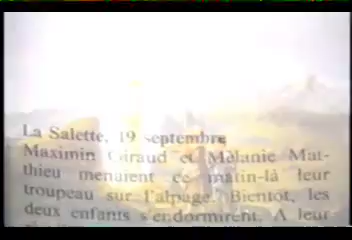 La Salette, 19 septembre
Maximin Giraud et Mélanie Mat-
thieu menaient ce matin-là leur
troupeau sur l'alpage. Bientôt, les
deux enfants s'endormirent. A leur